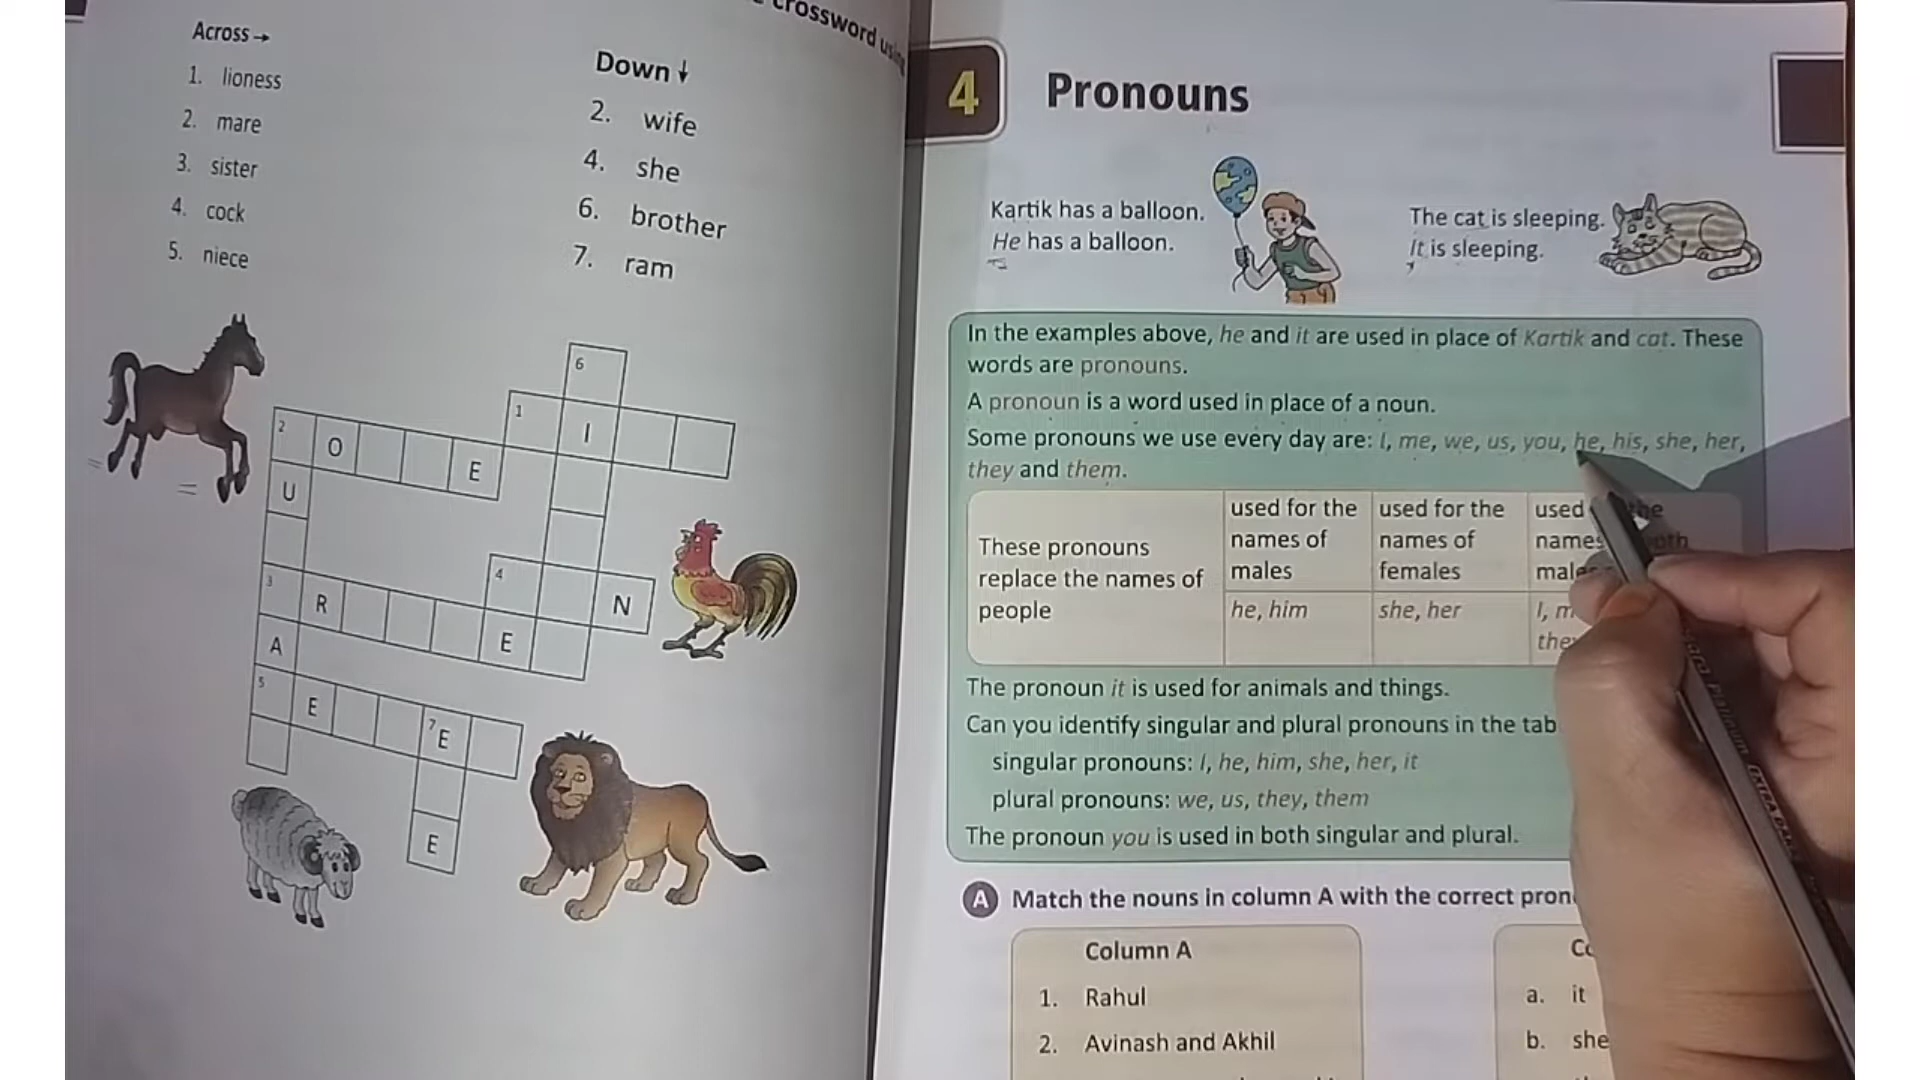 crossword
Across →
1. lioness
2. mare
3. sister
4. cock
5. niece
Down ↓
2. wife
4. she
6. brother
7. ram
6
1 I
2 O E
U
4 N
3 R E
A
5 E 7 E
E
4 Pronouns
Kartik has a balloon.
He has a balloon.
The cat is sleeping.
It is sleeping.
In the examples above, he and it are used in place of Kartik and cat. These
words are pronouns.
A pronoun is a word used in place of a noun.
Some pronouns we use every day are: I, me, we, us, you, he, his, she, her,
they and them.
These pronouns
replace the names of
people
used for the
names of
males
he, him
used for the
names of
females
she, her
used
names
I,
The pronoun it is used for animals and things.
Can you identify singular and plural pronouns in the
singular pronouns: I, he, him, she, her, it
plural pronouns: we, us, they, them
The pronoun you is used in both singular and plural.
A Match the nouns in column A with the correct
Column A
1. Rahul
2. Avinash and Akhil
a. it
b. she